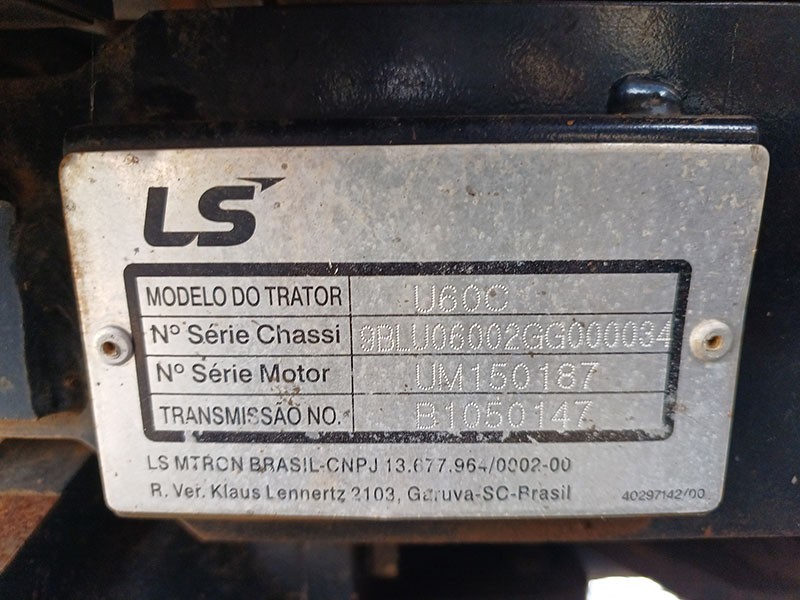 LS
MODELO DO TRATOR U60C
Nº Série Chassi 9BLU06002GG000034
Nº Série Motor UM150187
TRANSMISSÃO NO. B1050147
LS MTRON BRASIL-CNPJ 13.677.964/0002-00
R. Ver. Klaus Lennertz 2103, Garuva-SC-Brasil
40297142/00